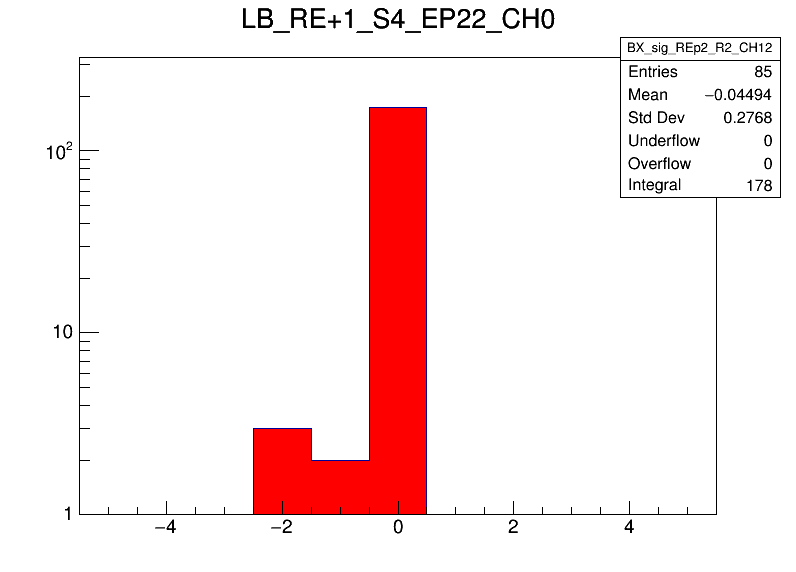 LB_RE+1_S4_EP22_CH0
BX_sig_REp2_R2_CH12
Entries 85
Mean −0.04494
Std Dev 0.2768
Underflow 0
Overflow 0
Integral 178
10²
10
1
−4 −2 0 2 4